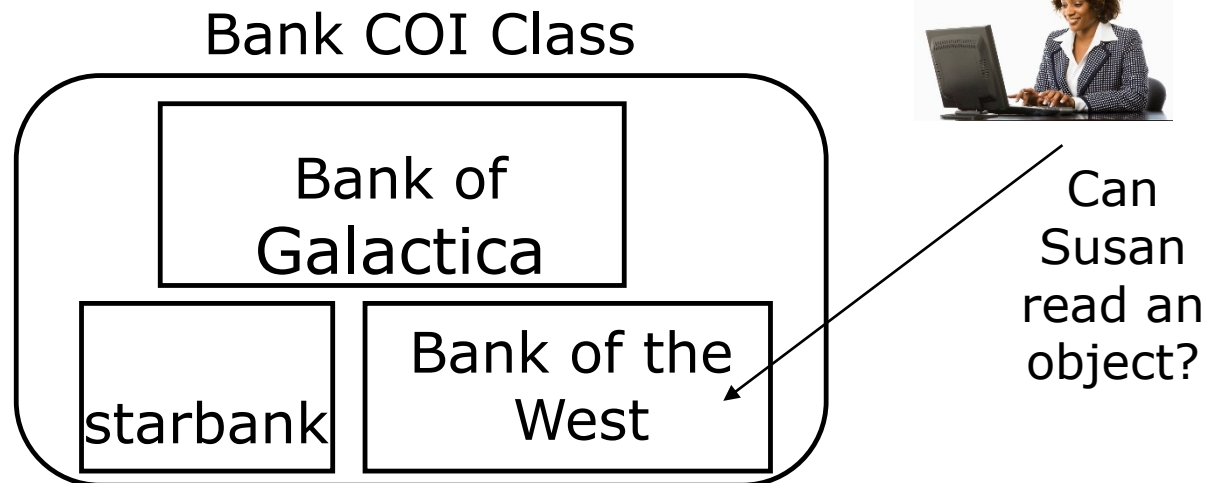 Bank COI Class
Bank of
Galactica
starbank
Bank of the
West
Can
Susan
read an
object?